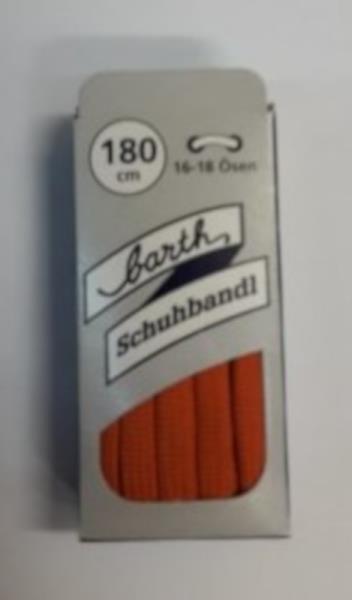 180
cm
16-18 Ösen
barth
Schuhbandl